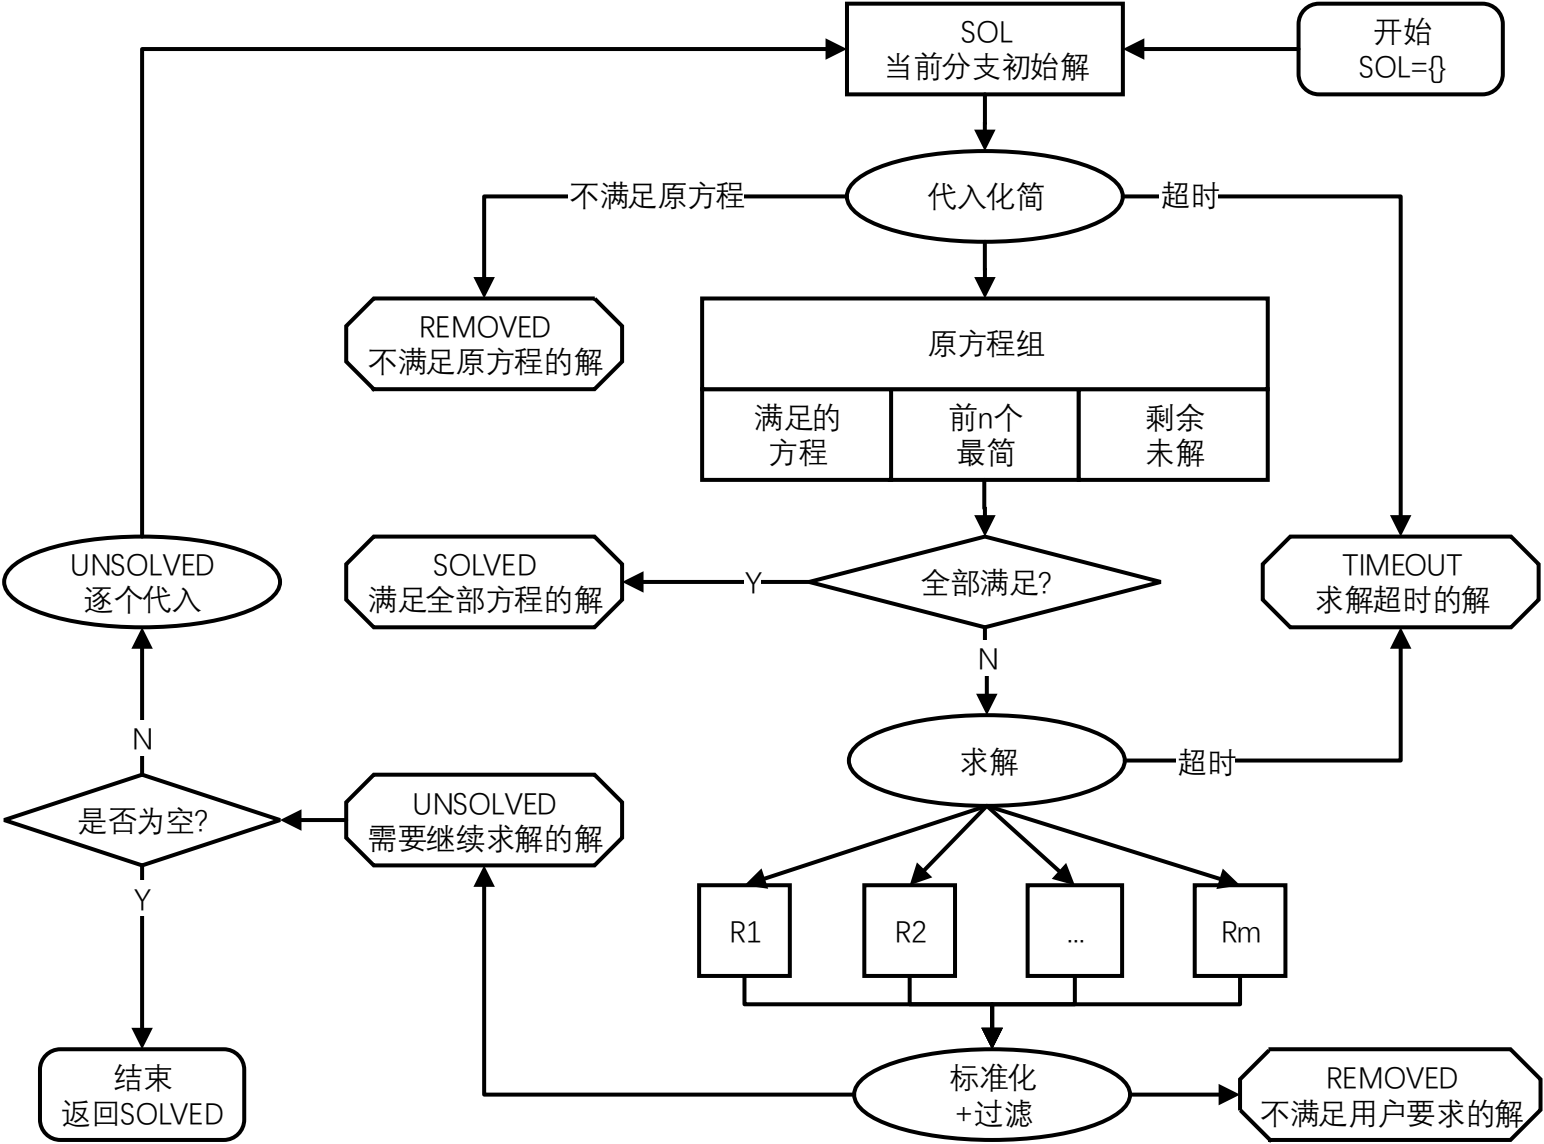 SOL
当前分支初始解
开始
SOL={}
不满足原方程
代入化简
超时
REMOVED
不满足原方程的解
原方程组
满足的
方程
前n个
最简
剩余
未解
UNSOLVED
逐个代入
SOLVED
满足全部方程的解
Y
全部满足?
TIMEOUT
求解超时的解
N
N
求解
超时
是否为空?
UNSOLVED
需要继续求解的解
Y
R1
R2
...
Rm
结束
返回SOLVED
标准化
+过滤
REMOVED
不满足用户要求的解